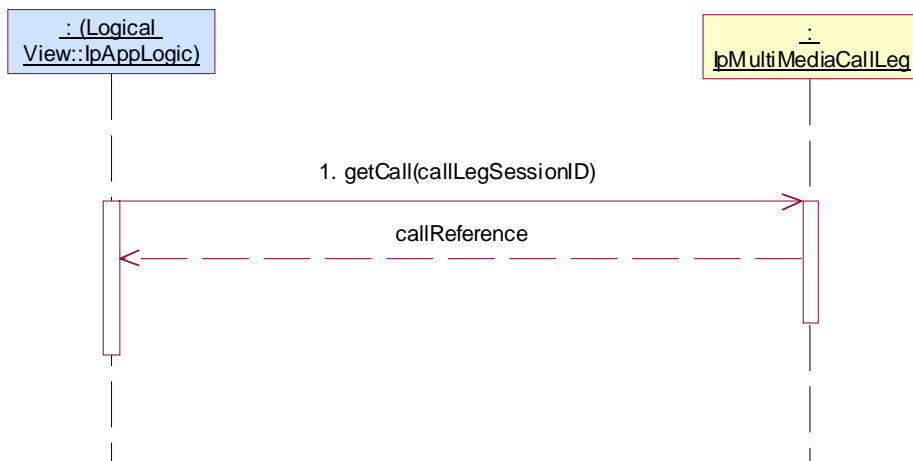 : (Logical
View::IpAppLogic)
:
IpMultiMediaCallLeg
1. getCall(callLegSessionID)
callReference